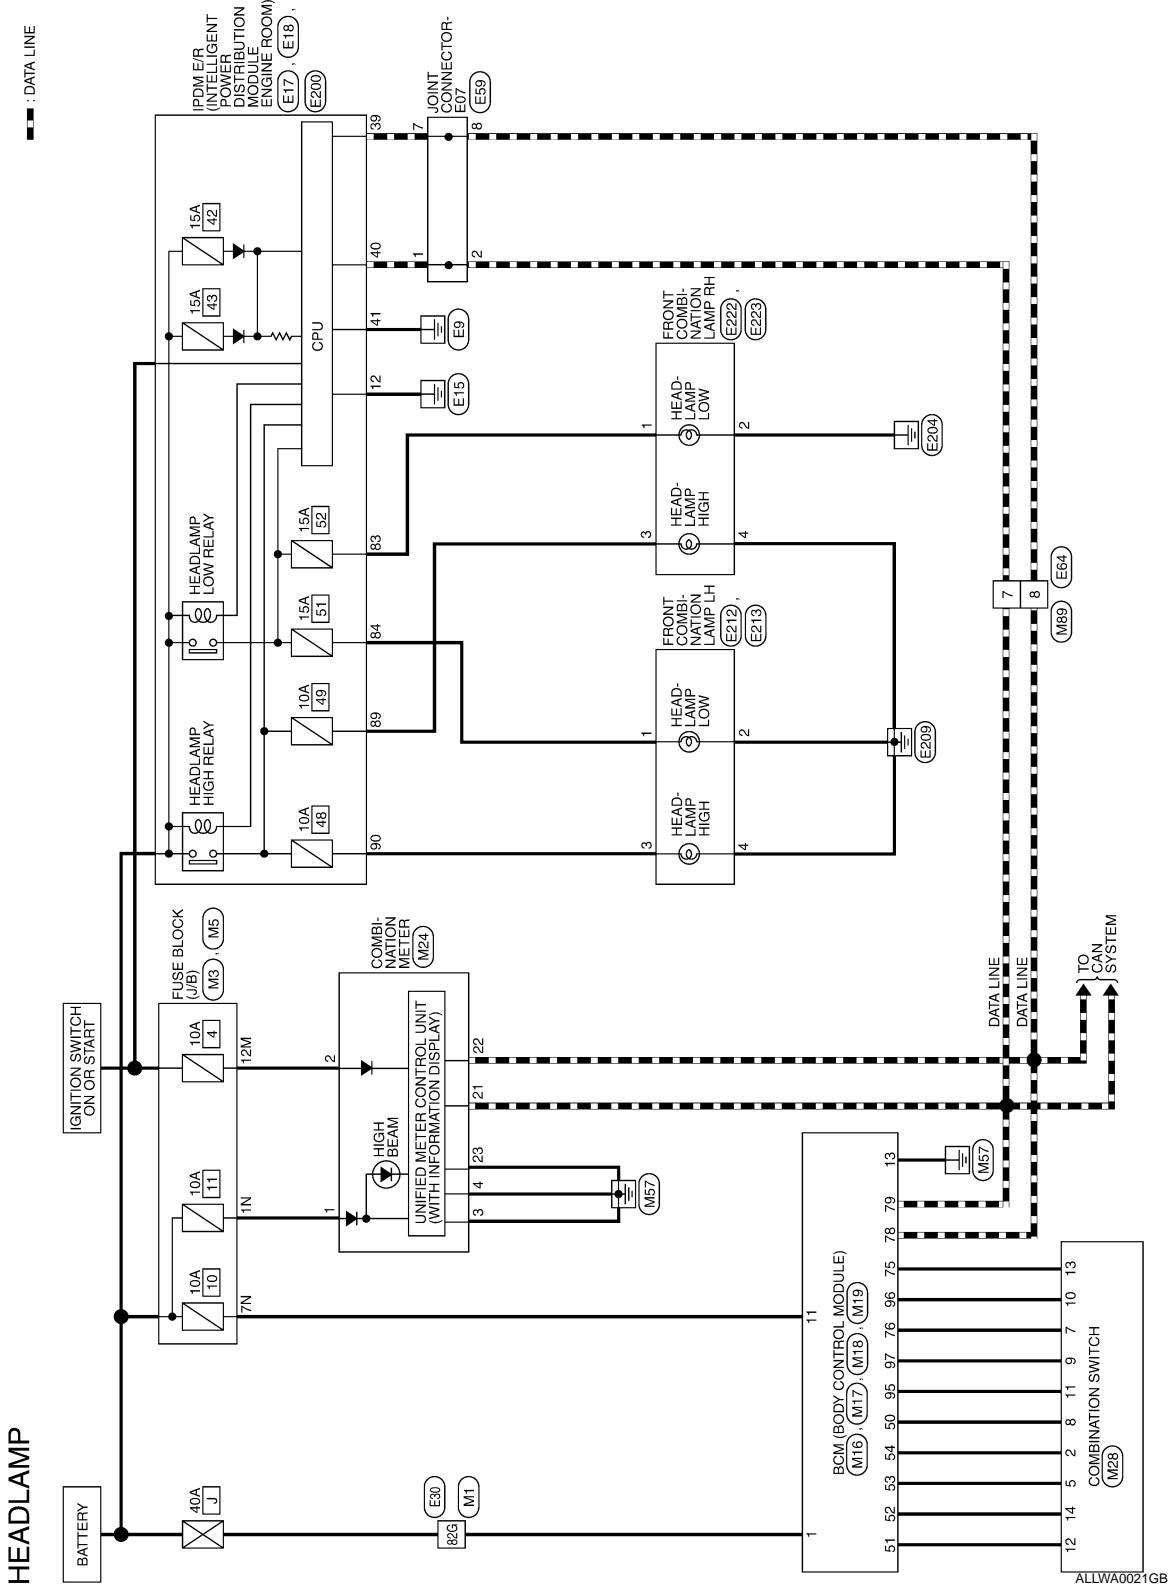 HEADLAMP
: DATA LINE
BATTERY
IGNITION SWITCH
ON OR START
40A
J
FUSE BLOCK
(J/B)
M3 , M5
10A
10
10A
11
10A
4
7N
1N
12M
IPDM E/R
(INTELLIGENT
POWER
DISTRIBUTION
MODULE
ENGINE ROOM)
E17 , E18 ,
E200
HEADLAMP
HIGH RELAY
HEADLAMP
LOW RELAY
15A
43
15A
42
10A
48
10A
49
15A
51
15A
52
CPU
90
89
84
83
12
41
40
39
E15
E9
JOINT
CONNECTOR-
E07
E59
1
7
2
8
COMBI-
NATION
METER
M24
1
2
HIGH
BEAM
UNIFIED METER CONTROL UNIT
(WITH INFORMATION DISPLAY)
3
4
23
21
22
M57
82G
E30
M1
FRONT
COMBI-
NATION
LAMP LH
E212 ,
E213
3
1
HEAD-
LAMP
HIGH
HEAD-
LAMP
LOW
4
2
FRONT
COMBI-
NATION
LAMP RH
E222 ,
E223
3
1
HEAD-
LAMP
HIGH
HEAD-
LAMP
LOW
4
2
E209
E204
1
11
BCM (BODY CONTROL MODULE)
M16 , M17 , M18 , M19
51
52
53
54
50
95
97
76
96
75
78
79
13
M57
DATA LINE
DATA LINE
7
8
M89
E64
TO
CAN
SYSTEM
12
14
5
2
8
11
9
7
10
13
COMBINATION SWITCH
M28
ALLWA0021GB